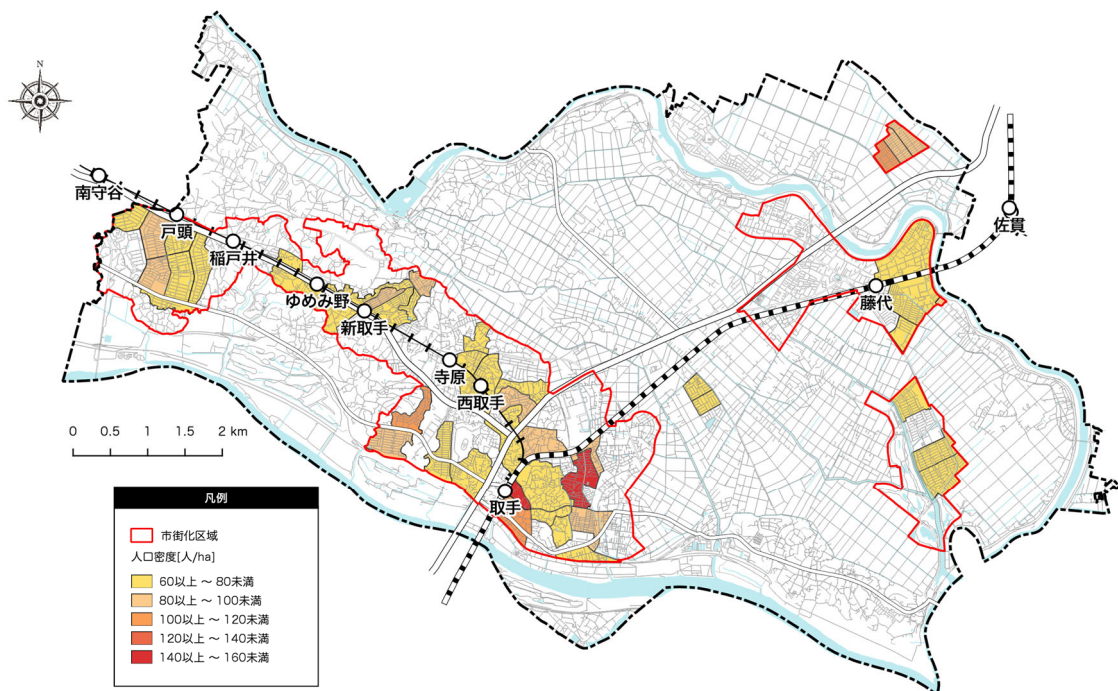 N
南守谷
戸頭
稲戸井
ゆめみ野
新取手
寺原
西取手
取手
藤代
佐貫
0 0.5 1 1.5 2 km
凡例
市街化区域
人口密度[人/ha]
60以上 ～ 80未満
80以上 ～ 100未満
100以上 ～ 120未満
120以上 ～ 140未満
140以上 ～ 160未満